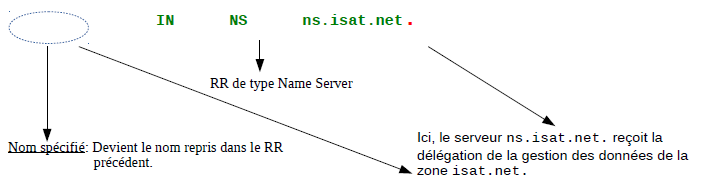 IN NS ns.isat.net.
RR de type Name Server
Nom spécifié: Devient le nom repris dans le RR
précédent.
Ici, le serveur ns.isat.net. reçoit la
délégation de la gestion des données de la
zone isat.net.